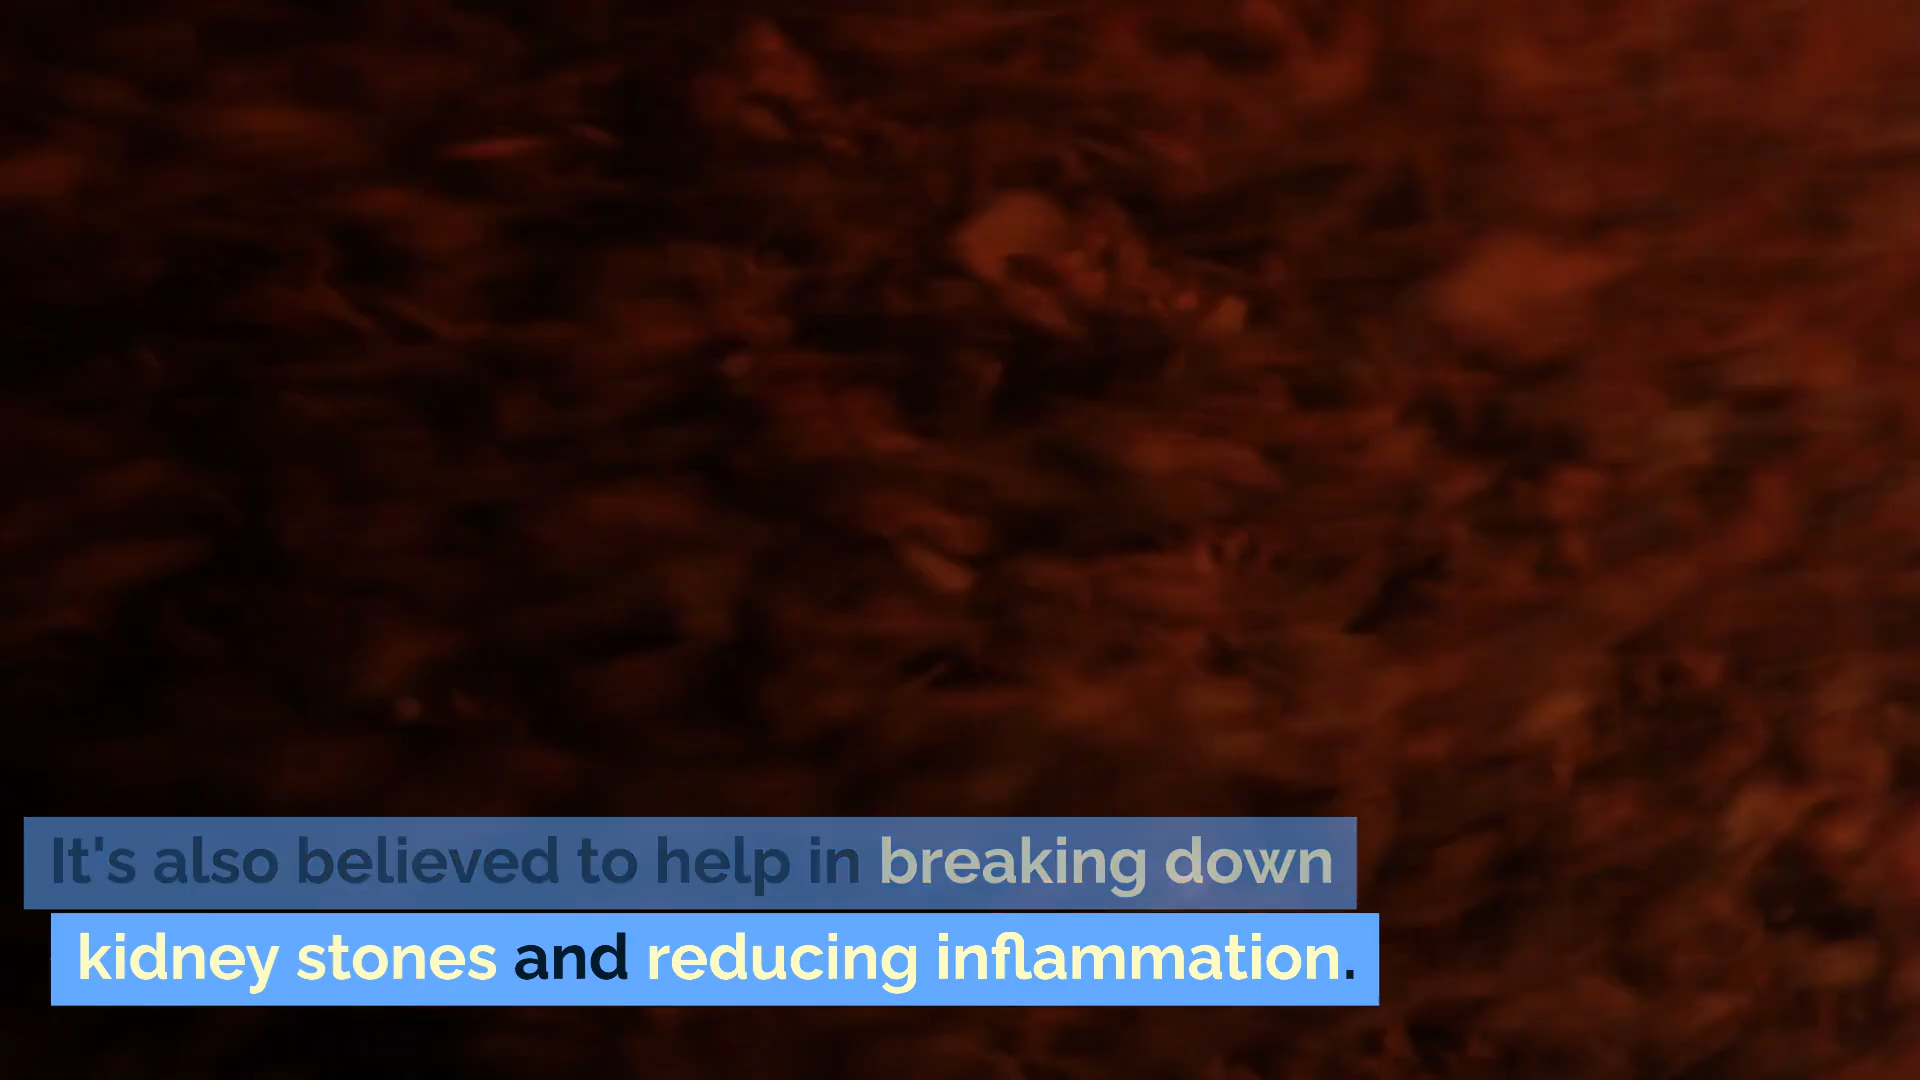 It's also believed to help in breaking down
kidney stones and reducing inflammation.